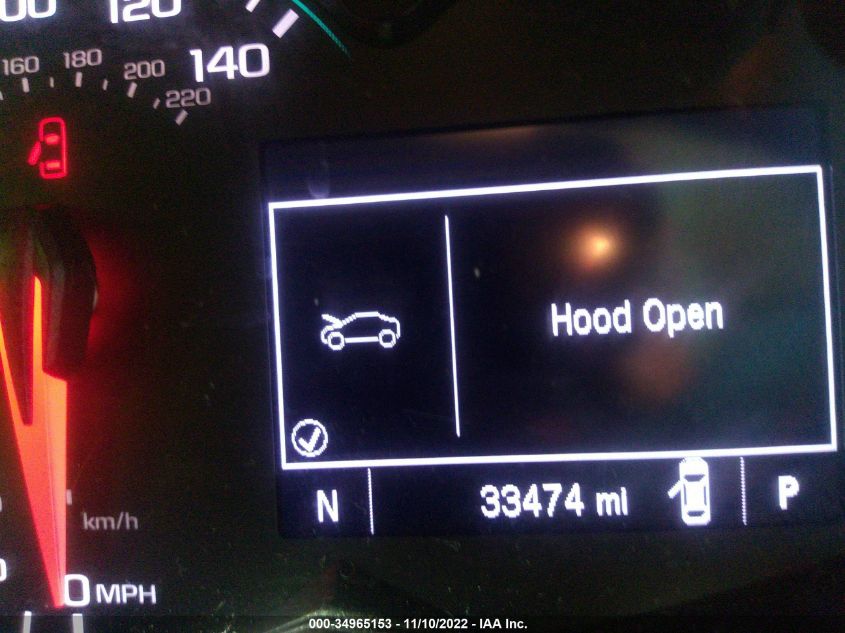 120
140
160
180
200
220
Hood Open
N
33474 mi
P
km/h
0 MPH
000-34965153 - 11/10/2022 - IAA Inc.